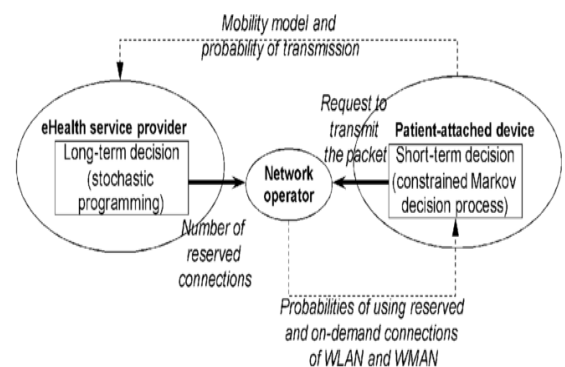 Mobility model and
probability of transmission
eHealth service provider
Long-term decision
(stochastic
programming)
Number of
reserved
connections
Network
operator
Request to
transmit
the packet
Patient-attached device
Short-term decision
(constrained Markov
decision process)
Probabilities of using reserved
and on-demand connections
of WLAN and WMAN